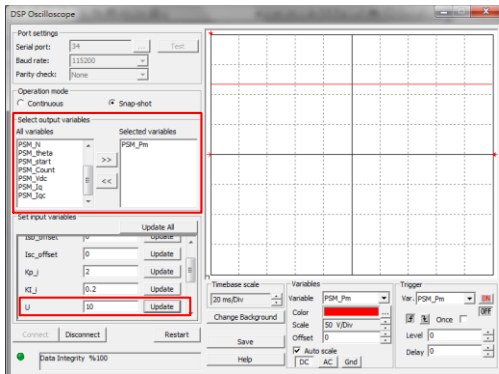 DSP Oscilloscope
Port settings
Serial port: 34 ... Test
Baud rate: 115200
Parity check: None
Operation mode
Continuous Snap-shot
Select output variables
All variables Selected variables
PSM_N
PSM_theta
PSM_start
PSM_Count
PSM_Vdc
PSM_Iq
PSM_Iqc
>>
<<
PSM_Pm
Set input variables
Update All
Isb_offset 0 Update
Isc_offset 0 Update
Kp_i 2 Update
KI_i 0.2 Update
U 10 Update
Connect Disconnect Restart
Data Integrity %100
Timebase scale
20 ms/Div
Change Background
Save
Help
Variables
Variable PSM_Pm
Color ...
Scale 50 V/Div
Offset 0
Auto scale
DC AC Gnd
Trigger
Var. PSM_Pm ON
OFF
Once
Level 0
Delay 0